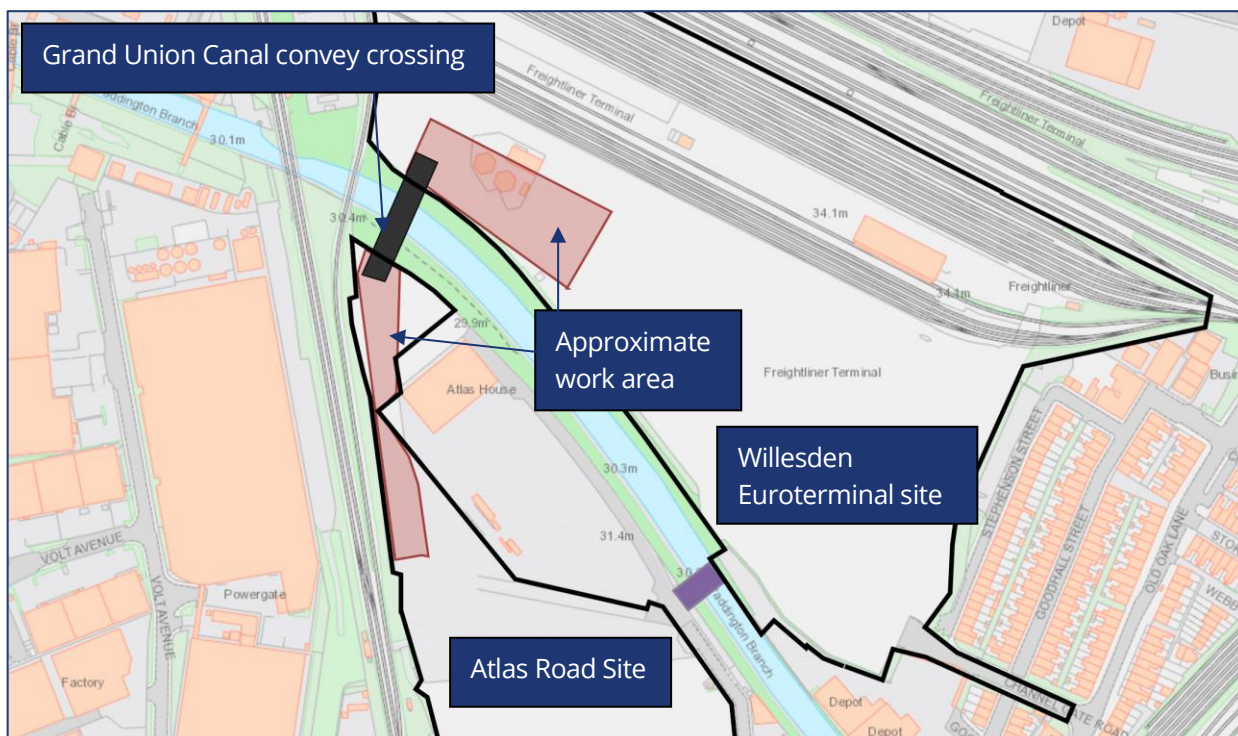 Grand Union Canal convey crossing
Depot
Paddington Branch
30.1m
Freightliner Terminal
Freightliner Terminal
30.4m
34.1m
34.1m
Freightliner
29.9m
Approximate
work area
Atlas House
Freightliner Terminal
Willesden
Euroterminal site
30.3m
31.4m
STEPHENSON STREET
GOODHALL STREET
OLD OAK LANE
VOLT AVENUE
VOLT AVENUE
Powergate
Paddington Branch
Atlas Road Site
Factory
CHANNEL GATE ROAD
Depot
Depot